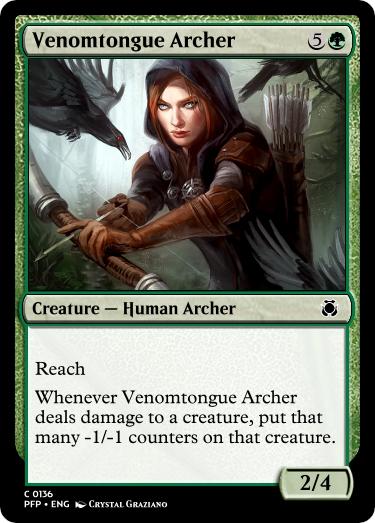 Venomtongue Archer 5
Creature — Human Archer
Reach
Whenever Venomtongue Archer
deals damage to a creature, put that
many -1/-1 counters on that creature.
2/4
C 0136
PFP • ENG Crystal Graziano